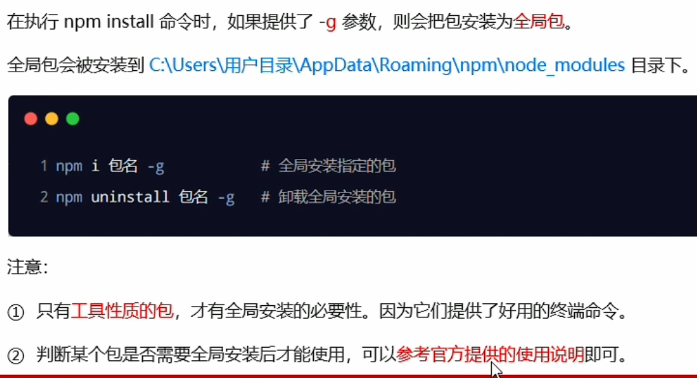 在执行 npm install 命令时，如果提供了 -g 参数，则会把包安装为全局包。
全局包会被安装到 C:\Users\用户目录\AppData\Roaming\npm\node_modules 目录下。
1 npm i 包名 -g # 全局安装指定的包
2 npm uninstall 包名 -g # 卸载全局安装的包
注意：
① 只有工具性质的包，才有全局安装的必要性。因为它们提供了好用的终端命令。
② 判断某个包是否需要全局安装后才能使用，可以参考官方提供的使用说明即可。